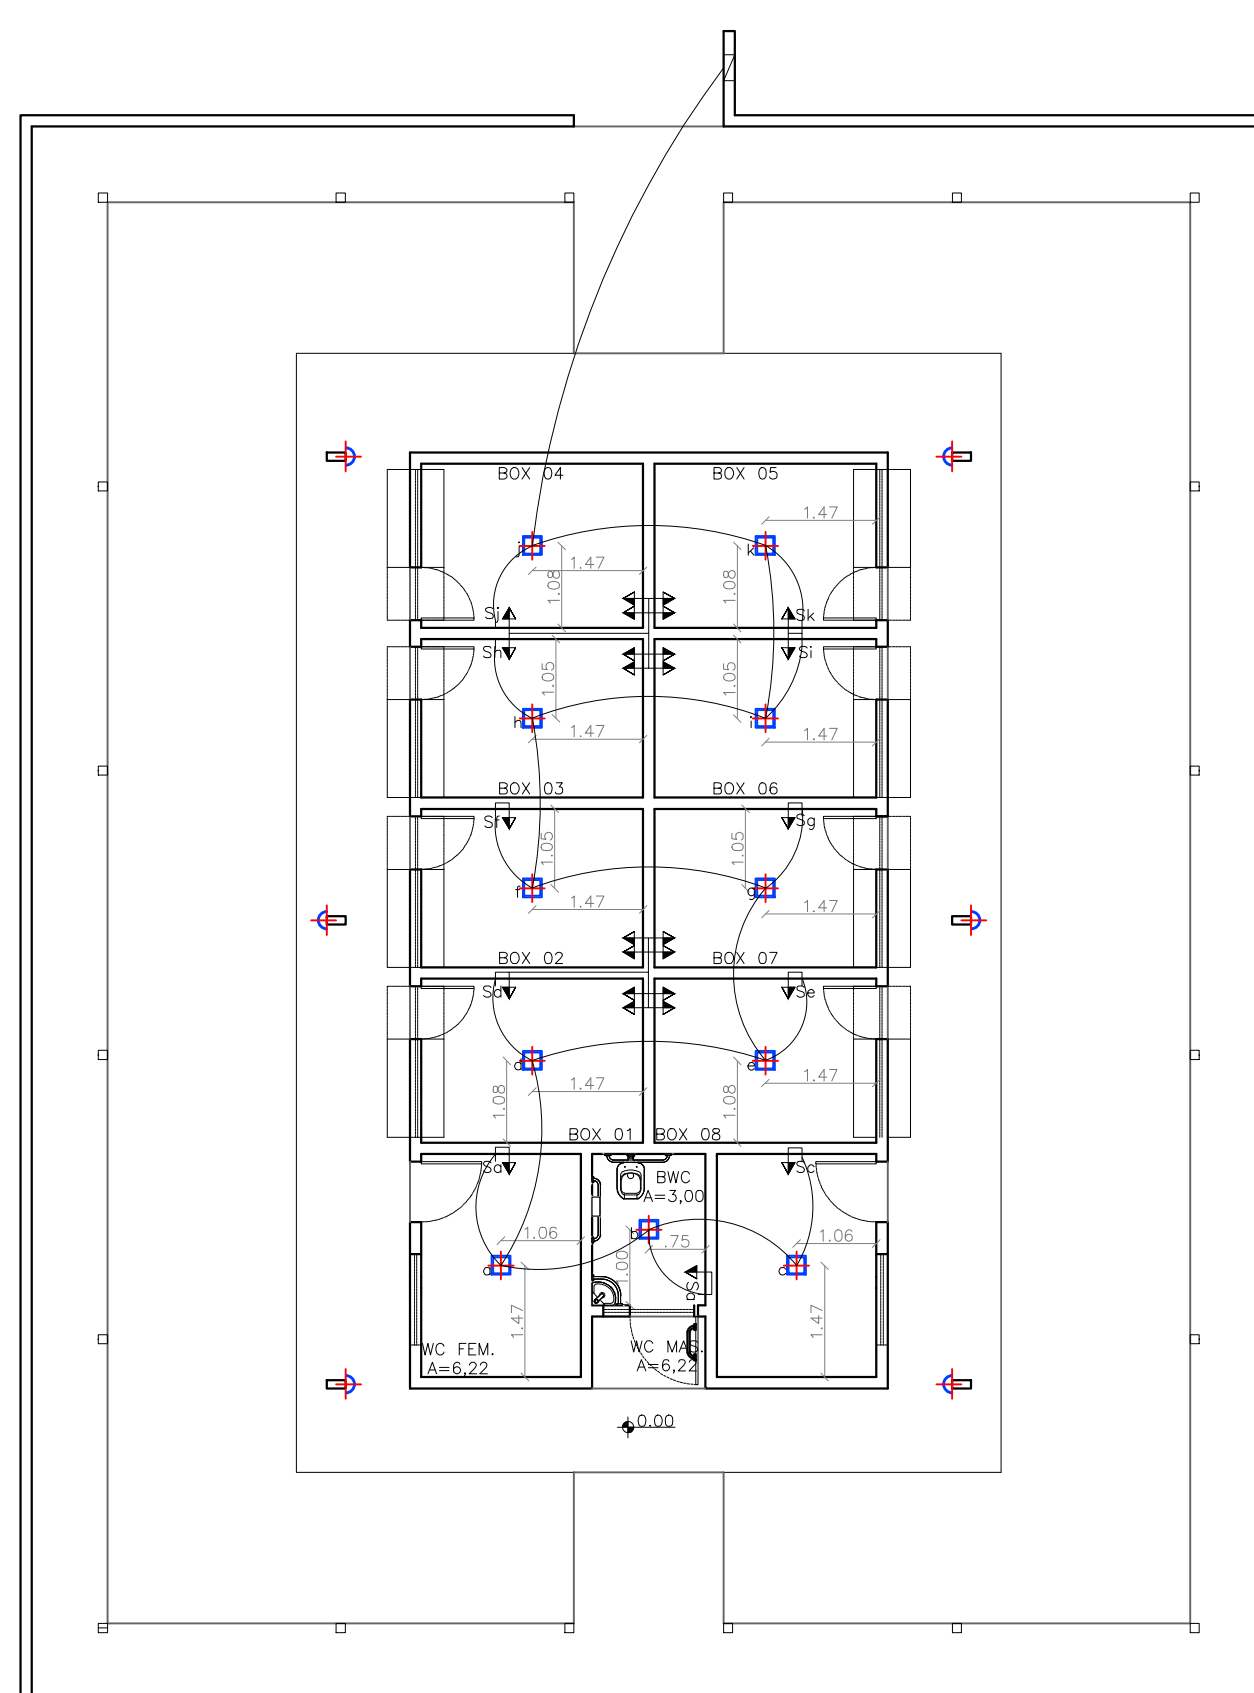 BOX 04
BOX 05
1.47
j
k
1.47
1.08
1.08
Sj
Sk
Sh
Si
1.05
1.05
h
i
1.47
1.47
BOX 03
BOX 06
Sf
Sg
1.05
1.05
f
g
1.47
1.47
BOX 02
BOX 07
Sd
Se
d
e
1.47
1.47
1.08
1.08
BOX 01
BOX 08
Sa
Sc
BWC
A=3,00
b
1.06
.75
1.06
a
c
1.00
1.47
1.47
WC FEM.
A=6,22
WC MAS.
A=6,22
0.00